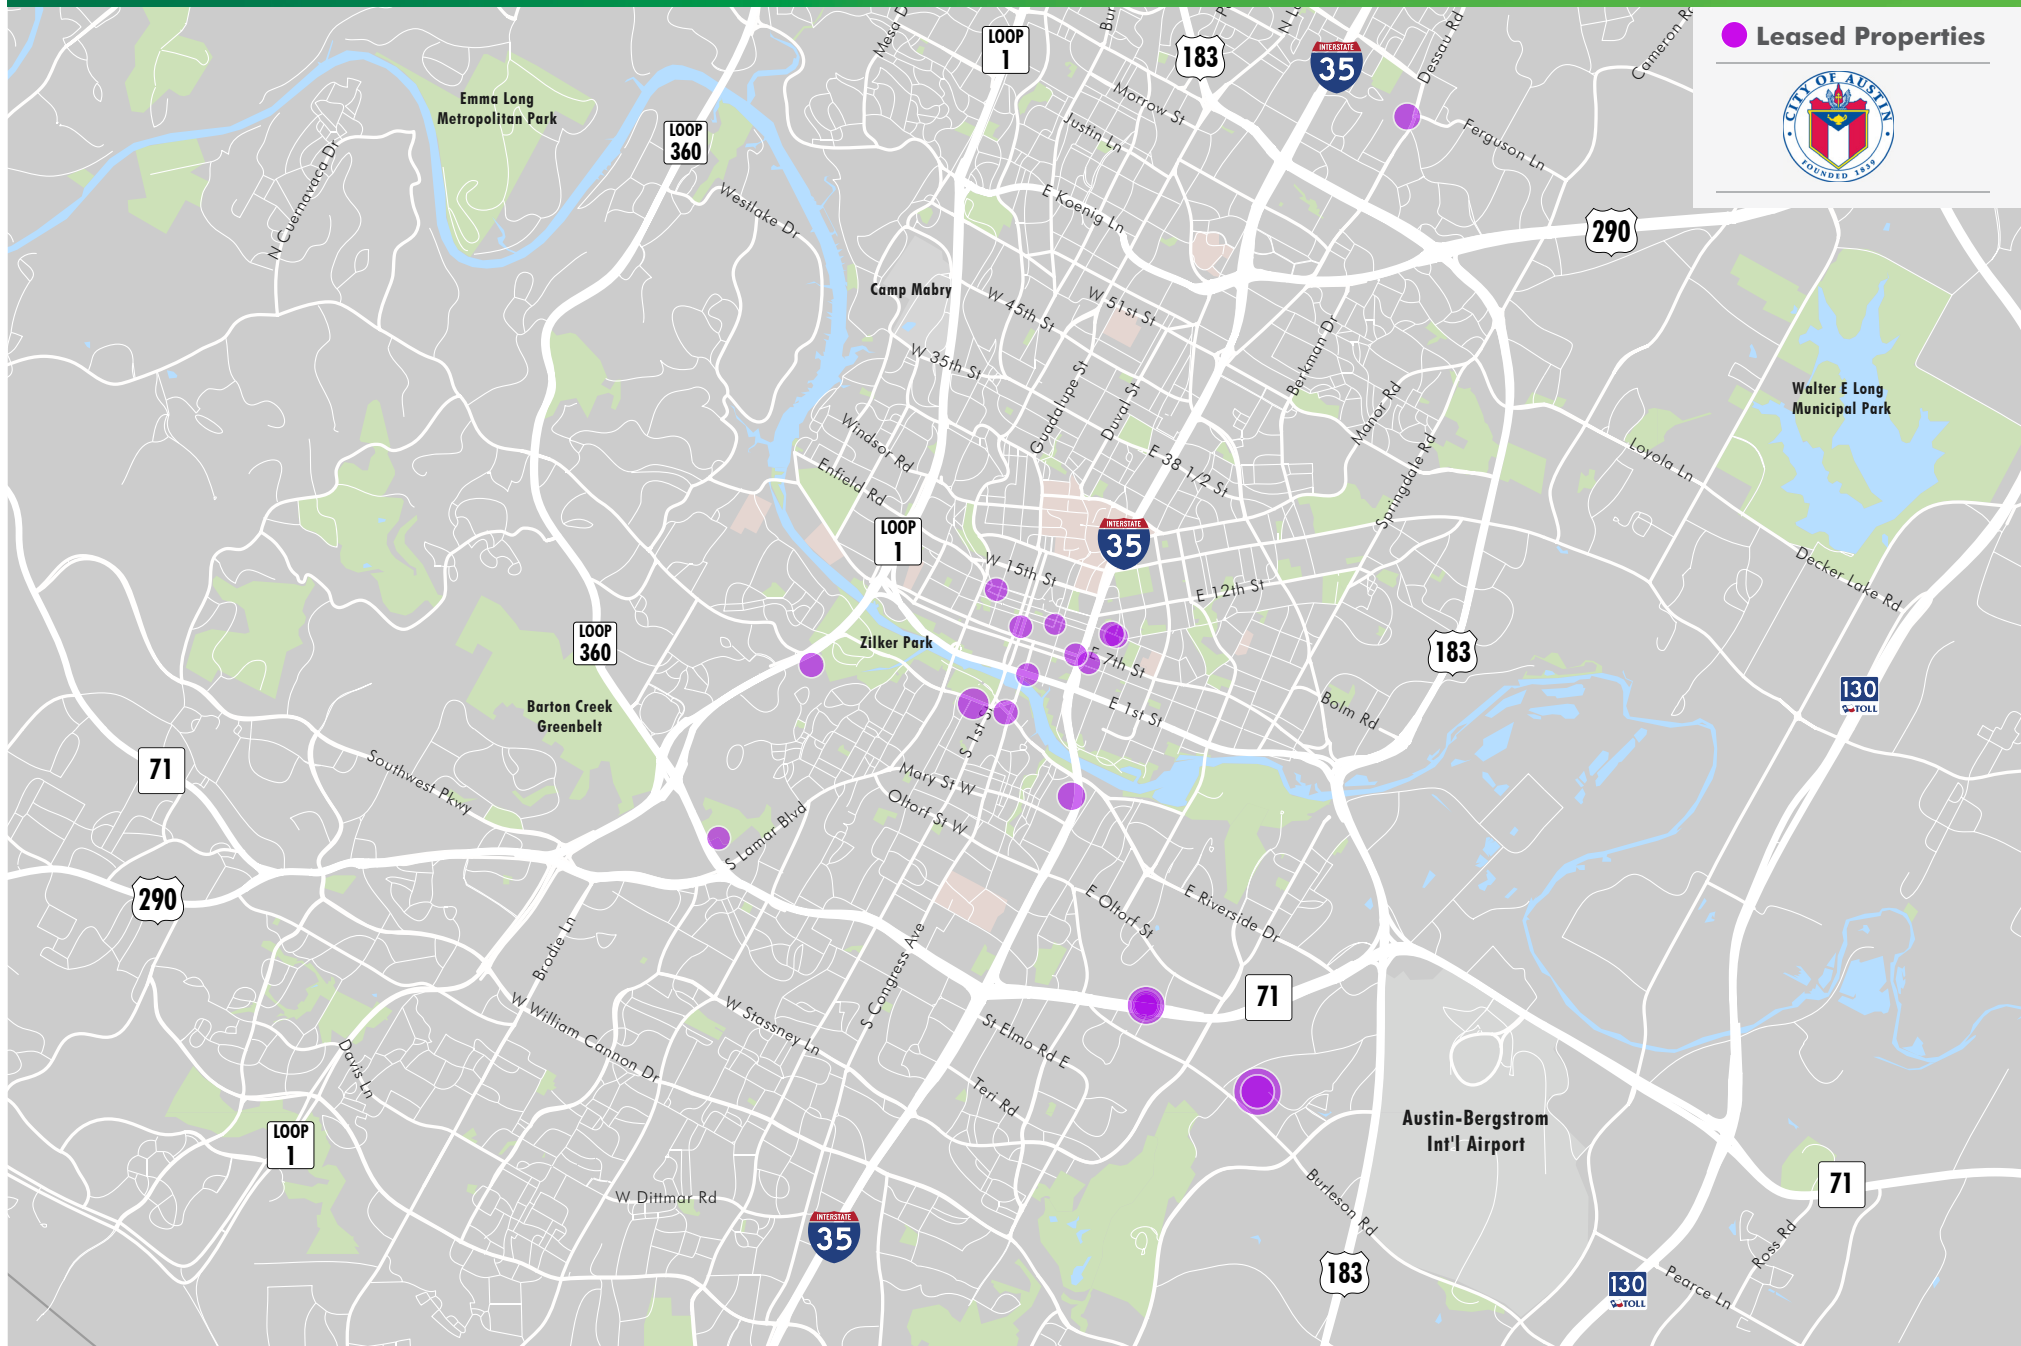 Leased Properties
CITY OF AUSTIN
FOUNDED 1839
LOOP
1
183
INTERSTATE
35
Dessau Rd
Cameron
Mesa
Emma Long
Metropolitan Park
LOOP
360
Morrow St
Justin Ln
Ferguson Ln
N Cuernavaca Dr
Westlake Dr
E Koenig Ln
290
Camp Mabry
W 45th St
W 51st St
W 35th St
Berkman Dr
Guadalupe St
Duval St
Manor Rd
Walter E Long
Municipal Park
Windsor Rd
Enfield Rd
E 38 1/2 St
Springdale Rd
Loyola Ln
LOOP
1
INTERSTATE
35
W 15th St
E 12th St
Decker Lake Rd
LOOP
360
Zilker Park
E 7th St
183
Barton Creek
Greenbelt
S 1st St
E 1st St
Bolm Rd
130
TOLL
71
Southwest Pkwy
Mary St W
Oltorf St W
S Lamar Blvd
290
E Oltorf St
E Riverside Dr
Brodie Ln
S Congress Ave
71
W William Cannon Dr
W Stassney Ln
St Elmo Rd E
Davis Ln
Teri Rd
Austin-Bergstrom
Int'l Airport
LOOP
1
W Dittmar Rd
Burleson Rd
71
INTERSTATE
35
Ross Rd
183
130
TOLL
Pearce Ln